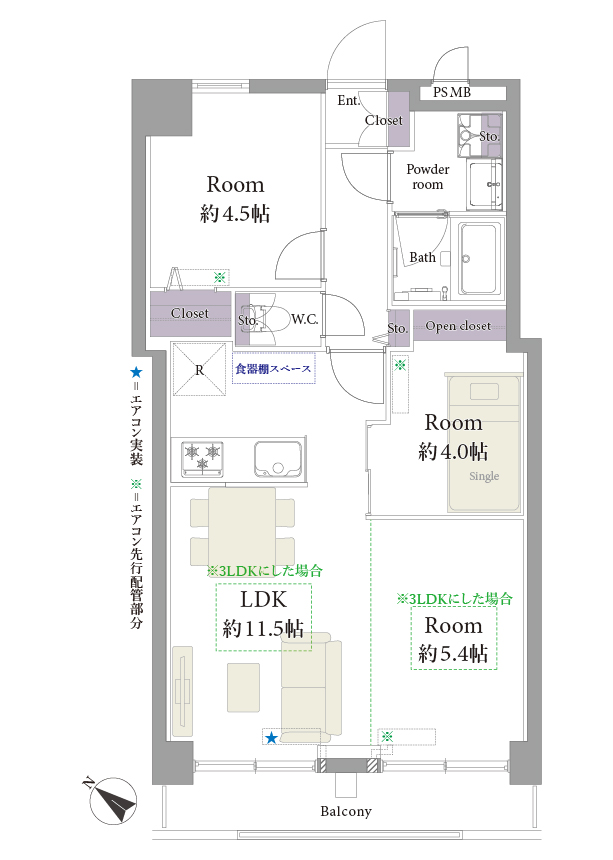 PS MB
Ent.
Closet
Sto.
Powder
room
Room
約4.5帖
Bath
※
Closet
Sto.
W.C.
Sto.
Open closet
R
食器棚スペース
※
Room
約4.0帖
Single
★=エアコン実装 ※=エアコン先行配管部分
※3LDKにした場合
LDK
約11.5帖
※3LDKにした場合
Room
約5.4帖
★
※
N
Balcony